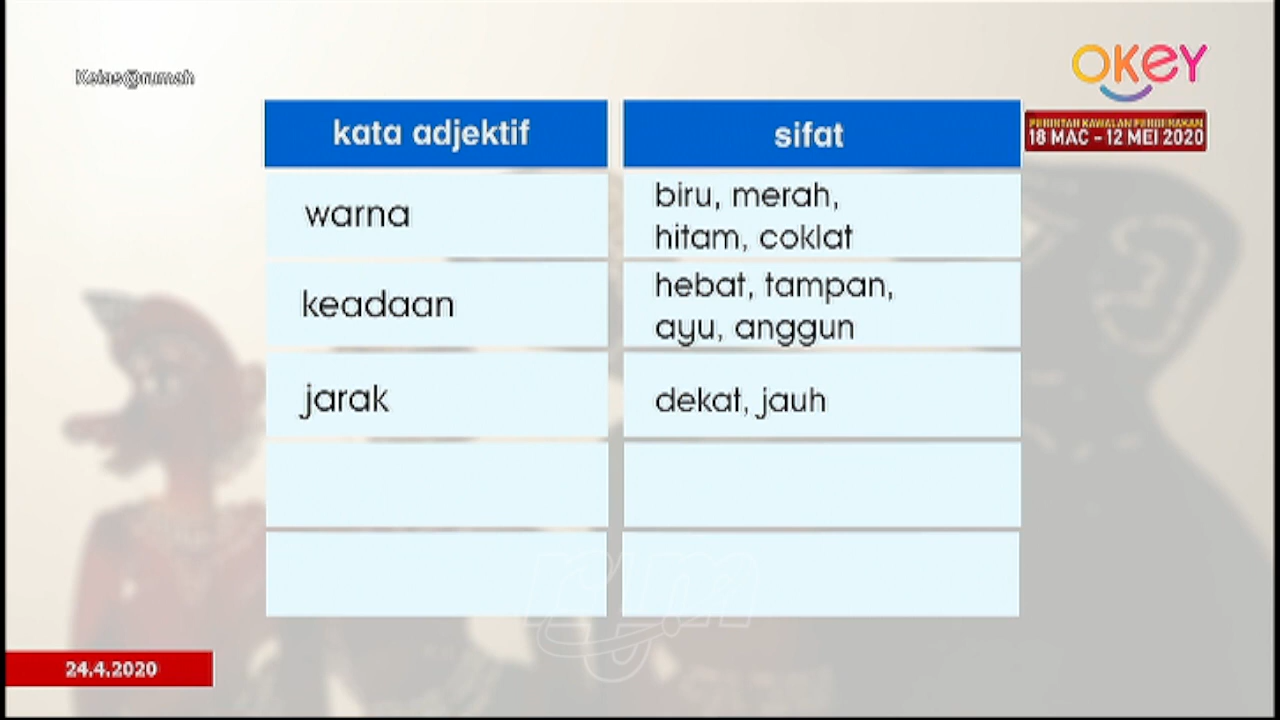 Kelas@rumah
OKEY
PERINTAH KAWALAN PERGERAKAN
18 MAC - 12 MEI 2020
kata adjektif
sifat
warna
biru, merah,
hitam, coklat
keadaan
hebat, tampan,
ayu, anggun
jarak
dekat, jauh
rtm
24.4.2020